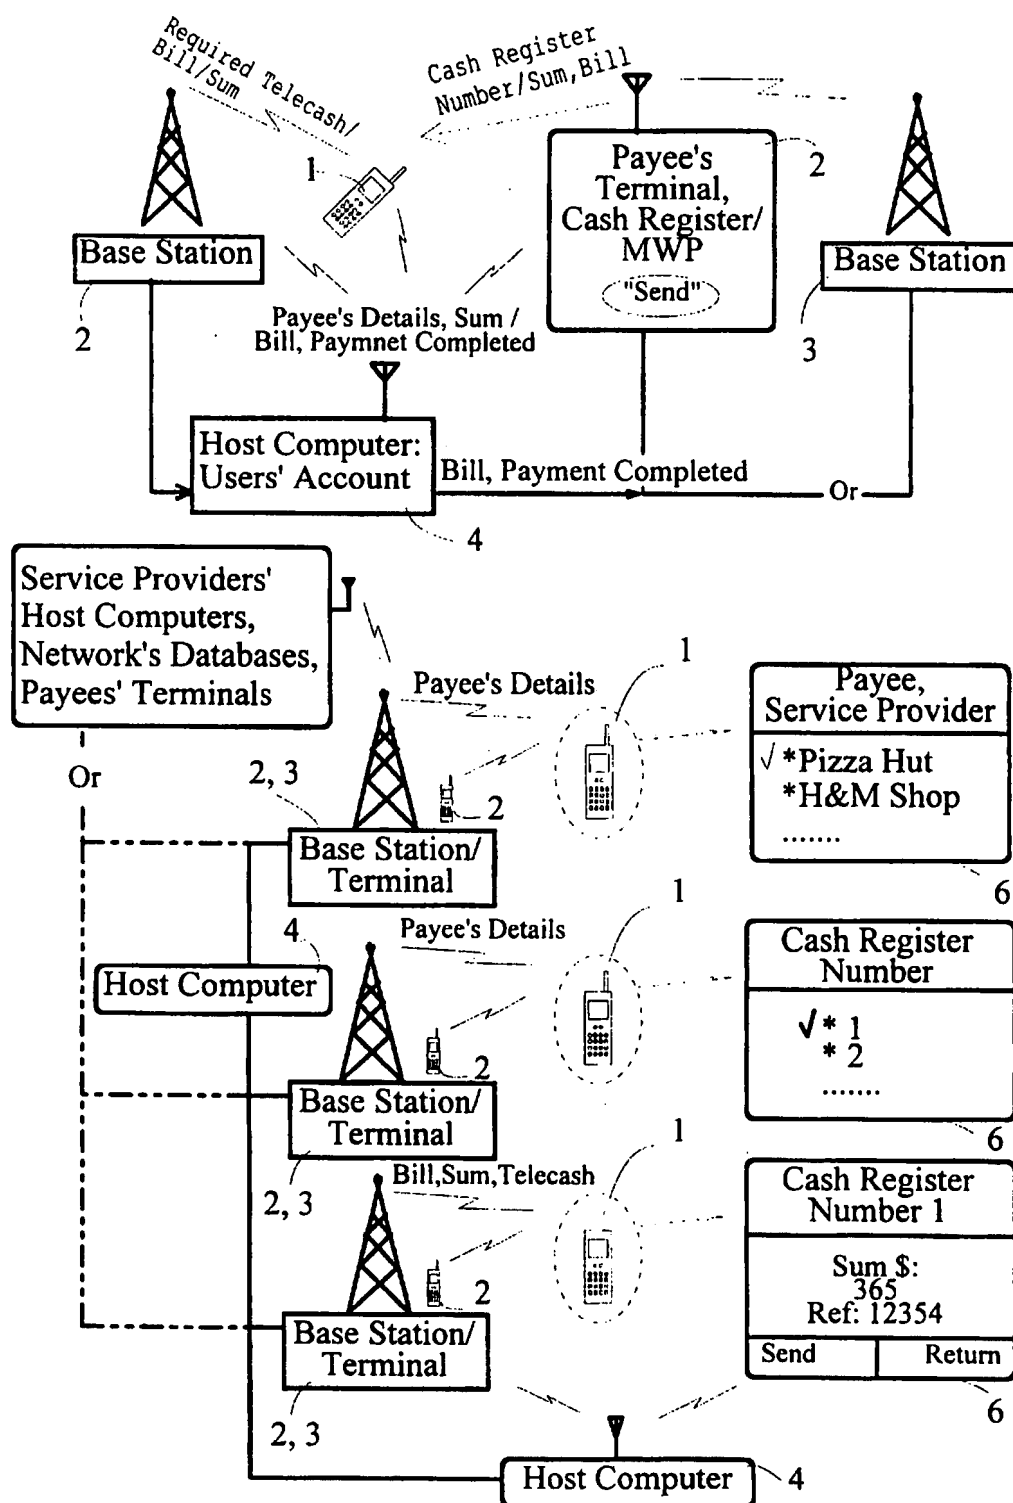 Required Telecash/
Bill/Sum
Cash Register
Number/Sum,Bill
1
Payee's
Terminal,
Cash Register/
MWP
"Send"
2
Base Station
2
Base Station
3
Payee's Details, Sum /
Bill, Paymnet Completed
Host Computer:
Users' Account
Bill, Payment Completed
Or
4
Service Providers'
Host Computers,
Network's Databases,
Payees' Terminals
Or
Payee's Details
1
2, 3
2
Base Station/
Terminal
Payee,
Service Provider
√ *Pizza Hut
*H&M Shop
.......
6
4
Host Computer
Payee's Details
1
2
Base Station/
Terminal
2, 3
Cash Register
Number
√ * 1
* 2
.......
6
Bill,Sum,Telecash
1
2
Base Station/
Terminal
2, 3
Cash Register
Number 1
Sum $:
365
Ref: 12354
Send
Return
6
Host Computer
4